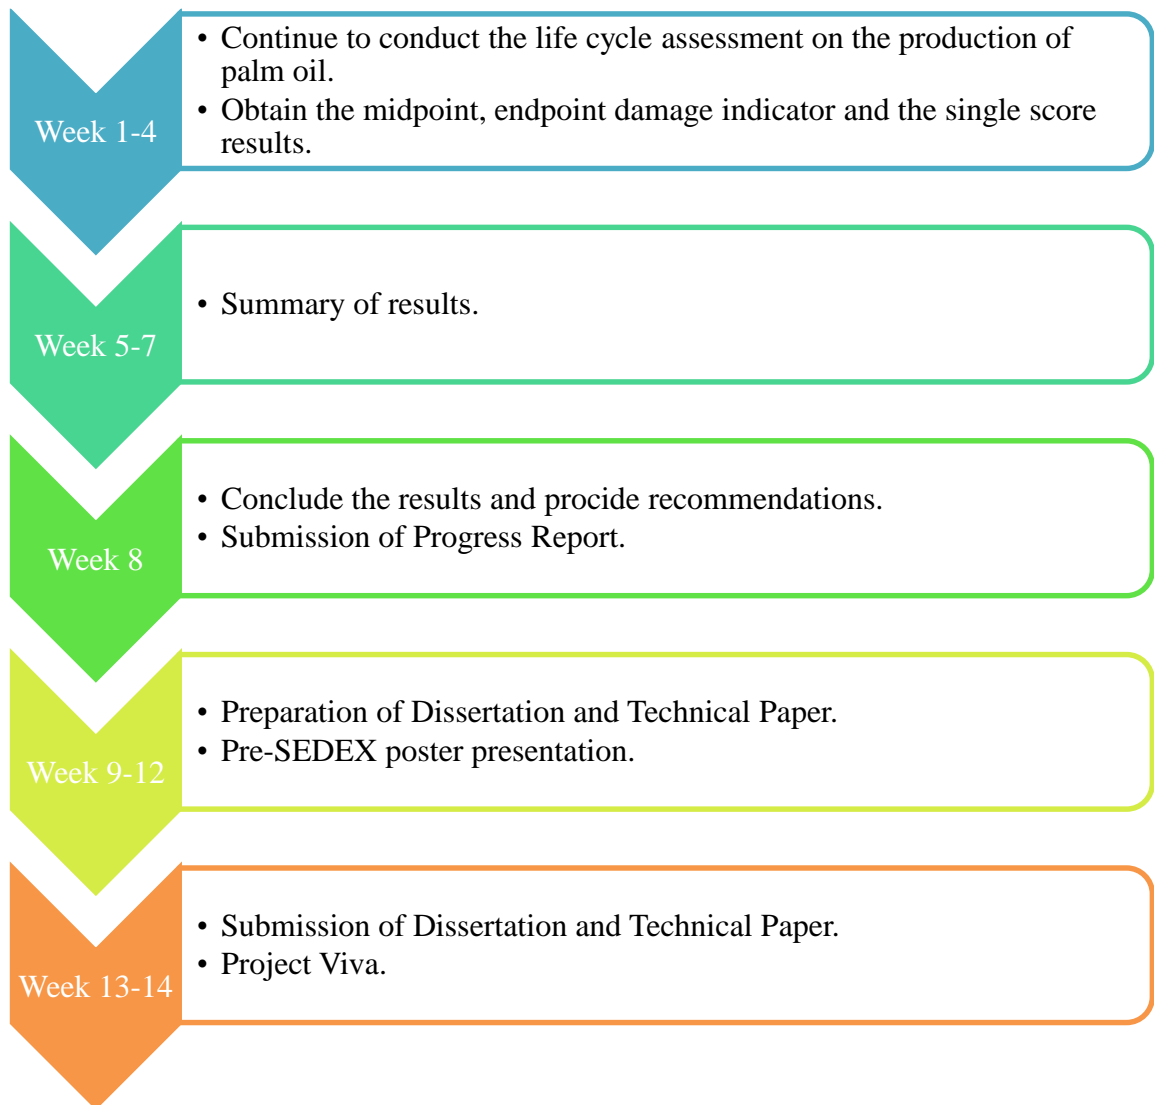 Week 1-4
• Continue to conduct the life cycle assessment on the production of
palm oil.
• Obtain the midpoint, endpoint damage indicator and the single score
results.
Week 5-7
• Summary of results.
Week 8
• Conclude the results and procide recommendations.
• Submission of Progress Report.
Week 9-12
• Preparation of Dissertation and Technical Paper.
• Pre-SEDEX poster presentation.
Week 13-14
• Submission of Dissertation and Technical Paper.
• Project Viva.